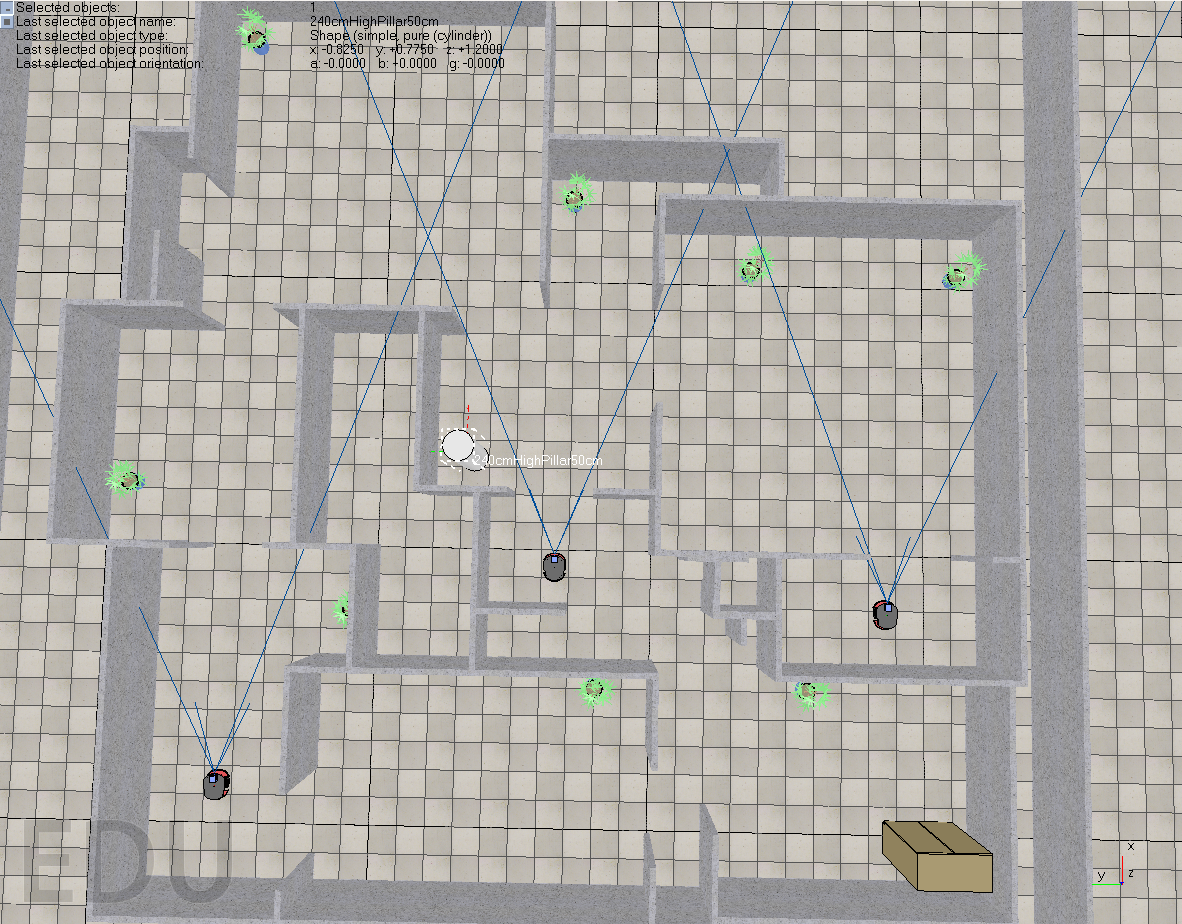 Selected objects: 1
Last selected object name: 240cmHighPillar50cm
Last selected object type: Shape (simple, pure (cylinder))
Last selected object position: x: -0.8250 y: +0.7750 z: +1.2000
Last selected object orientation: a: -0.0000 b: +0.0000 g: -0.0000
240cmHighPillar50cm
EDU
x
y z